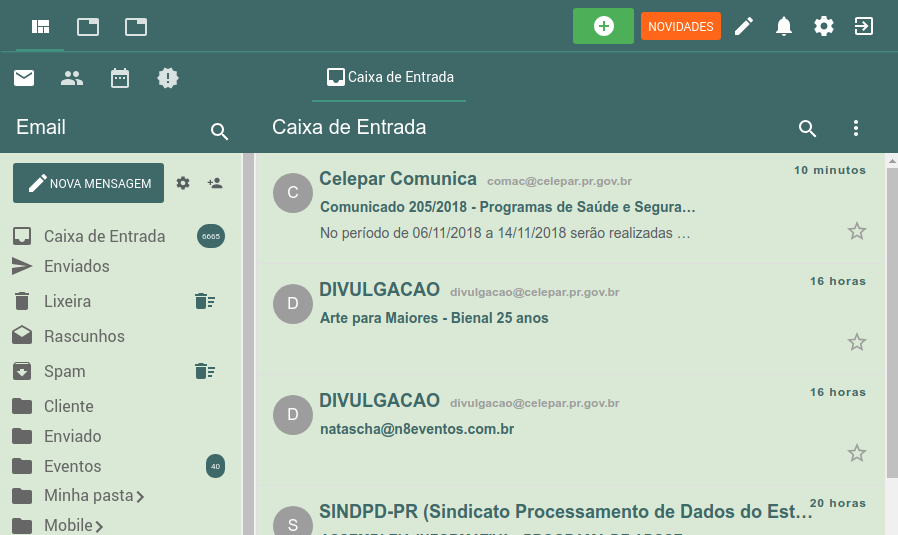 NOVIDADES
Caixa de Entrada
Email
Caixa de Entrada
NOVA MENSAGEM
Caixa de Entrada 6665
Enviados
Lixeira
Rascunhos
Spam
Cliente
Enviado
Eventos 40
Minha pasta
Mobile
C Celepar Comunica comac@celepar.pr.gov.br 10 minutos
Comunicado 205/2018 - Programas de Saúde e Segura…
No período de 06/11/2018 a 14/11/2018 serão realizadas …
D DIVULGACAO divulgacao@celepar.pr.gov.br 16 horas
Arte para Maiores - Bienal 25 anos
D DIVULGACAO divulgacao@celepar.pr.gov.br 16 horas
natascha@n8eventos.com.br
S SINDPD-PR (Sindicato Processamento de Dados do Est… 20 horas